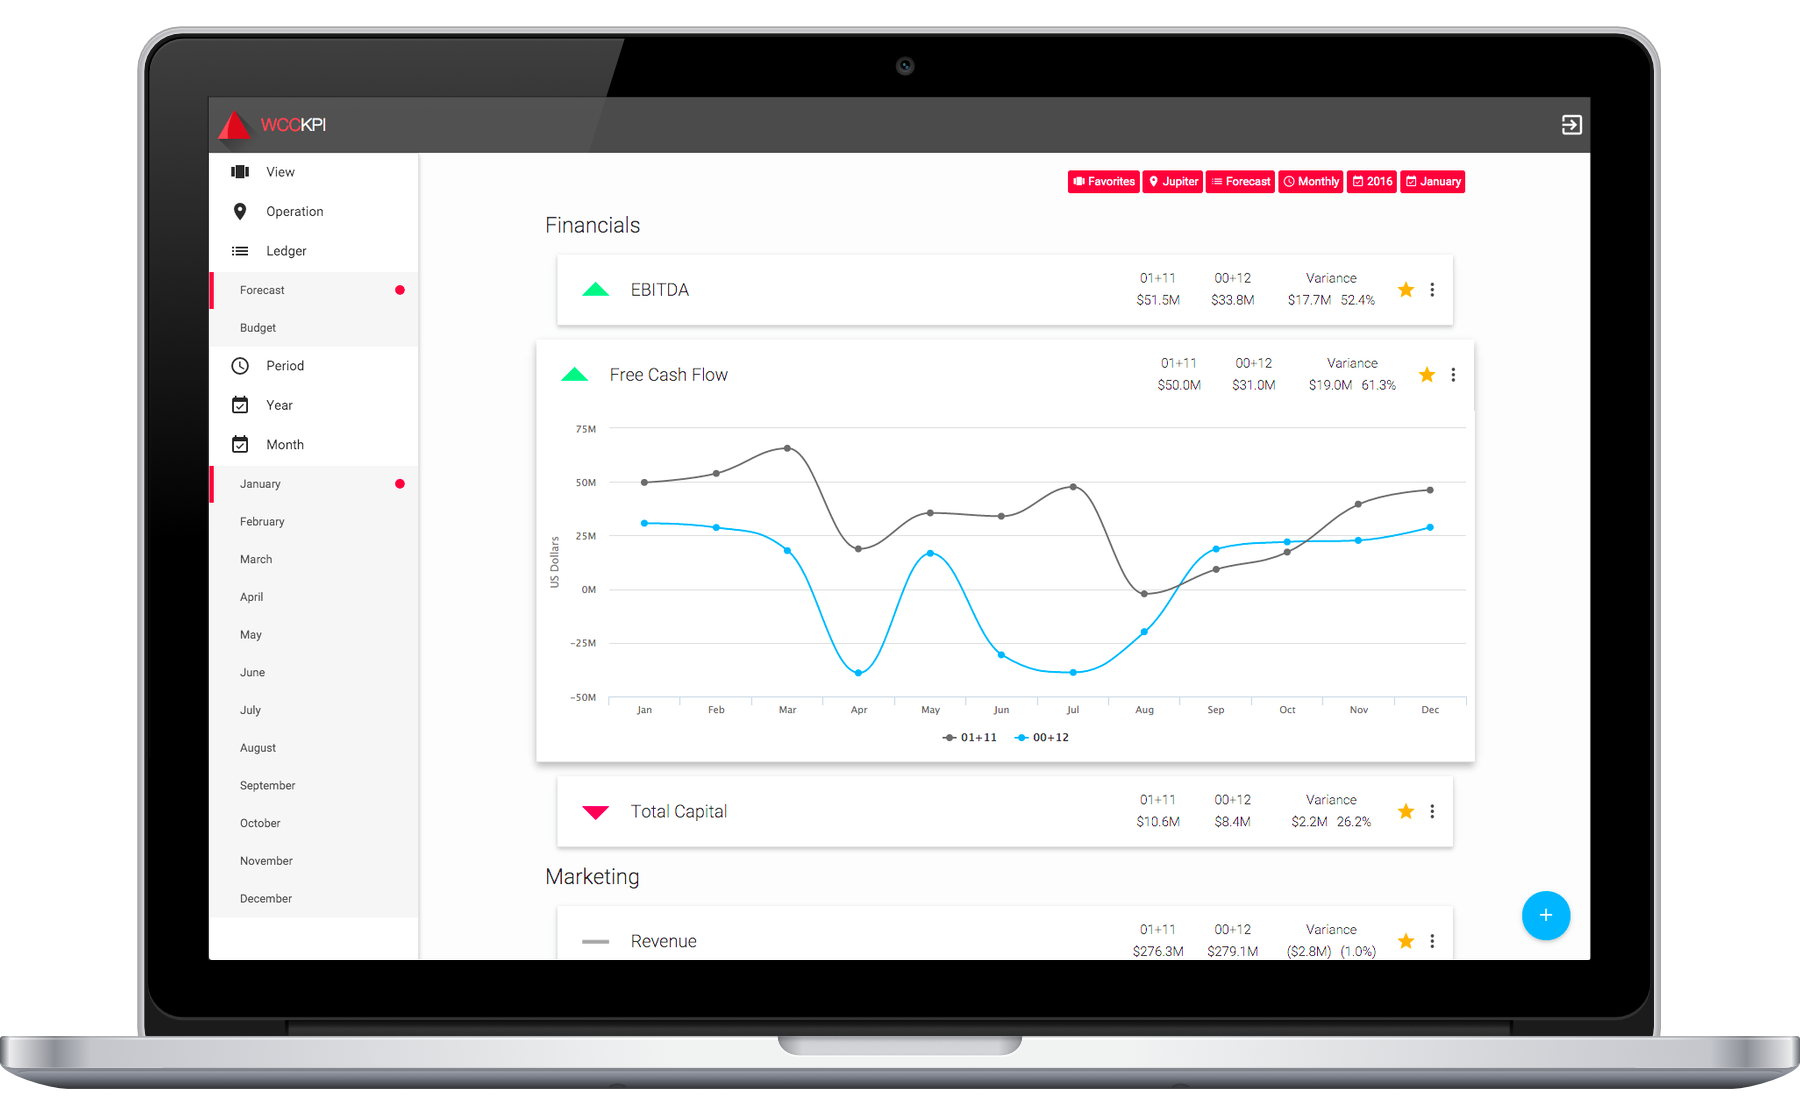 WCCKPI
View
Operation
Ledger
Forecast
Budget
Period
Year
Month
January
February
March
April
May
June
July
August
September
October
November
December
Favorites Jupiter Forecast Monthly 2016 January
Financials
EBITDA
01+11 00+12 Variance
$51.5M $33.8M $17.7M 52.4%
Free Cash Flow
01+11 00+12 Variance
$50.0M $31.0M $19.0M 61.3%
US Dollars
75M
50M
25M
0M
−25M
−50M
Jan Feb Mar Apr May Jun Jul Aug Sep Oct Nov Dec
01+11 00+12
Total Capital
01+11 00+12 Variance
$10.6M $8.4M $2.2M 26.2%
Marketing
Revenue
01+11 00+12 Variance
$276.3M $279.1M ($2.8M) (1.0%)
+